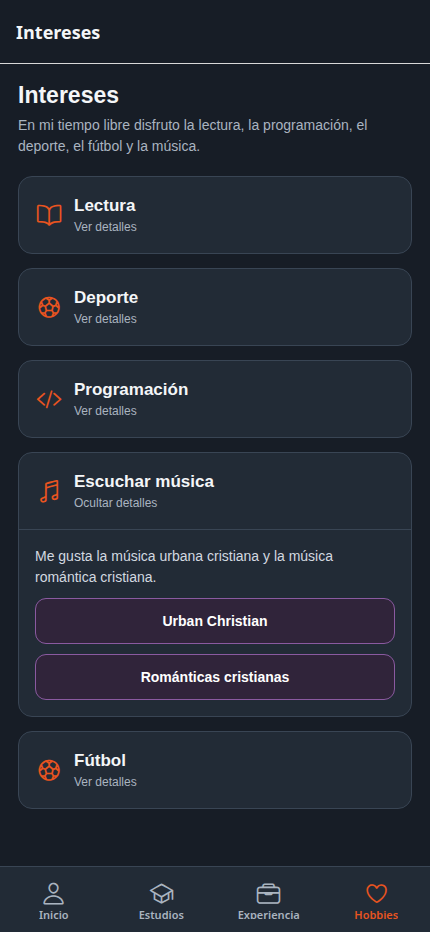 Intereses
Intereses
En mi tiempo libre disfruto la lectura, la programación, el
deporte, el fútbol y la música.
Lectura
Ver detalles
Deporte
Ver detalles
Programación
Ver detalles
Escuchar música
Ocultar detalles
Me gusta la música urbana cristiana y la música
romántica cristiana.
Urban Christian
Románticas cristianas
Fútbol
Ver detalles
Inicio
Estudios
Experiencia
Hobbies